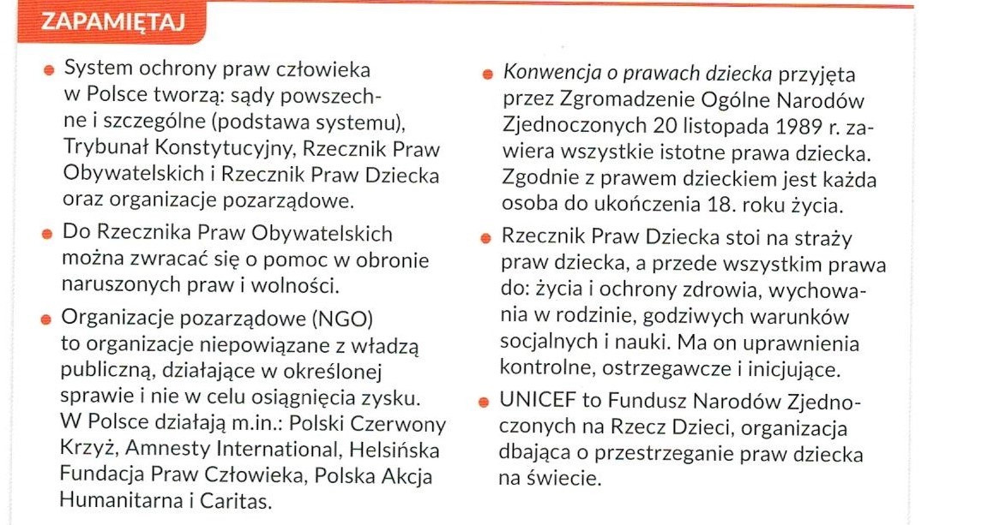 ZAPAMIĘTAJ
System ochrony praw człowieka
w Polsce tworzą: sądy powszech-
ne i szczególne (podstawa systemu),
Trybunał Konstytucyjny, Rzecznik Praw
Obywatelskich i Rzecznik Praw Dziecka
oraz organizacje pozarządowe.
Do Rzecznika Praw Obywatelskich
można zwracać się o pomoc w obronie
naruszonych praw i wolności.
Organizacje pozarządowe (NGO)
to organizacje niepowiązane z władzą
publiczną, działające w określonej
sprawie i nie w celu osiągnięcia zysku.
W Polsce działają m.in.: Polski Czerwony
Krzyż, Amnesty International, Helsińska
Fundacja Praw Człowieka, Polska Akcja
Humanitarna i Caritas.
Konwencja o prawach dziecka przyjęta
przez Zgromadzenie Ogólne Narodów
Zjednoczonych 20 listopada 1989 r. za-
wiera wszystkie istotne prawa dziecka.
Zgodnie z prawem dzieckiem jest każda
osoba do ukończenia 18. roku życia.
Rzecznik Praw Dziecka stoi na straży
praw dziecka, a przede wszystkim prawa
do: życia i ochrony zdrowia, wychowa-
nia w rodzinie, godziwych warunków
socjalnych i nauki. Ma on uprawnienia
kontrolne, ostrzegawcze i inicjujące.
UNICEF to Fundusz Narodów Zjedno-
czonych na Rzecz Dzieci, organizacja
dbająca o przestrzeganie praw dziecka
na świecie.